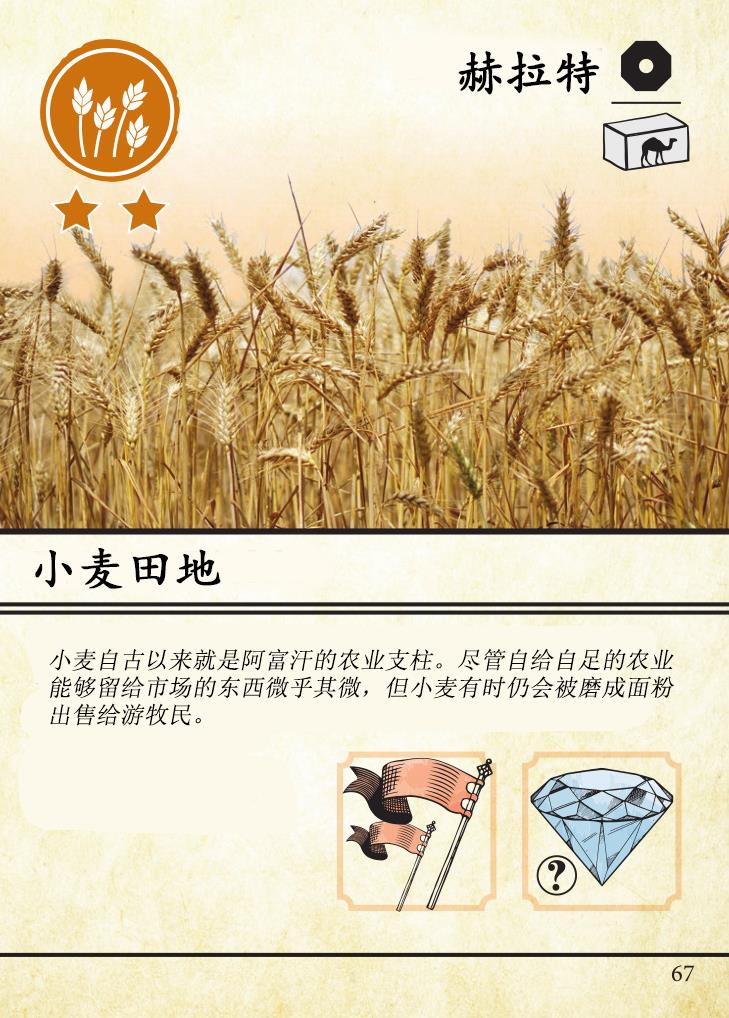 赫拉特
小麦田地
小麦自古以来就是阿富汗的农业支柱。尽管自给自足的农业
能够留给市场的东西微乎其微，但小麦有时仍会被磨成面粉
出售给游牧民。
?
67